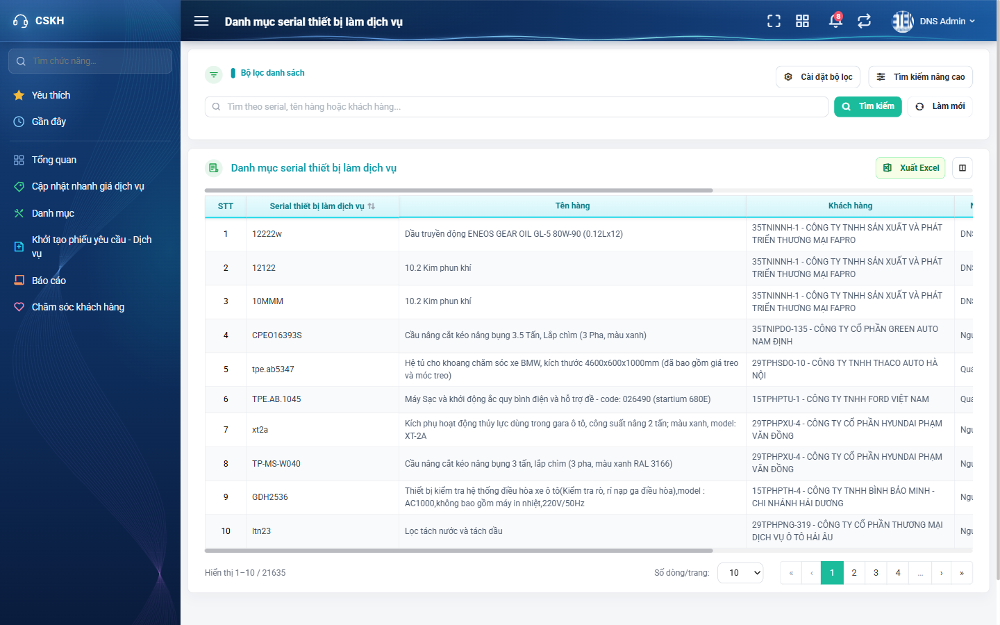 CSKH
Danh mục serial thiết bị làm dịch vụ
8
DNS Admin
Tìm chức năng...
Yêu thích
Gần đây
Tổng quan
Cập nhật nhanh giá dịch vụ
Danh mục
Khởi tạo phiếu yêu cầu - Dịch
vụ
Báo cáo
Chăm sóc khách hàng
Bộ lọc danh sách
Cài đặt bộ lọc
Tìm kiếm nâng cao
Tìm theo serial, tên hàng hoặc khách hàng...
Tìm kiếm
Làm mới
Danh mục serial thiết bị làm dịch vụ
Xuất Excel
STT Serial thiết bị làm dịch vụ Tên hàng Khách hàng
1 12222w Dầu truyền động ENEOS GEAR OIL GL-5 80W-90 (0.12Lx12) 35TNINNH-1 - CÔNG TY TNHH SẢN XUẤT VÀ PHÁT
TRIỂN THƯƠNG MẠI FAPRO
2 12122 10.2 Kim phun khí 35TNINNH-1 - CÔNG TY TNHH SẢN XUẤT VÀ PHÁT
TRIỂN THƯƠNG MẠI FAPRO
3 10MMM 10.2 Kim phun khí 35TNINNH-1 - CÔNG TY TNHH SẢN XUẤT VÀ PHÁT
TRIỂN THƯƠNG MẠI FAPRO
4 CPEO16393S Cầu nâng cắt kéo nâng bụng 3.5 Tấn, Lắp chìm (3 Pha, màu xanh) 35TNIPDO-135 - CÔNG TY CỔ PHẦN GREEN AUTO
NAM ĐỊNH
5 tpe.ab5347 Hệ tủ cho khoang chăm sóc xe BMW, kích thước 4600x600x1000mm (đã bao gồm giá treo
và móc treo) 29TPHSDO-10 - CÔNG TY TNHH THACO AUTO HÀ
NỘI
6 TPE.AB.1045 Máy Sạc và khởi động ắc quy bình điện và hỗ trợ đề - code: 026490 (startium 680E) 15TPHPTU-1 - CÔNG TY TNHH FORD VIỆT NAM
7 xt2a Kích phụ hoạt động thủy lực dùng trong gara ô tô, công suất nâng 2 tấn; màu xanh, model:
XT-2A 29TPHPXU-4 - CÔNG TY CỔ PHẦN HYUNDAI PHẠM
VĂN ĐỒNG
8 TP-MS-W040 Cầu nâng cắt kéo nâng bụng 3 tấn, lắp chìm (3 pha, màu xanh RAL 3166) 29TPHPXU-4 - CÔNG TY CỔ PHẦN HYUNDAI PHẠM
VĂN ĐỒNG
9 GDH2536 Thiết bị kiểm tra hệ thống điều hòa xe ô tô(Kiểm tra rò, rỉ nạp ga điều hòa),model :
AC1000,không bao gồm máy in nhiệt,220V/50Hz 15TPHPTH-4 - CÔNG TY TNHH BÌNH BẢO MINH -
CHI NHÁNH HẢI DƯƠNG
10 ltn23 Lọc tách nước và tách dầu 29TPHPNG-319 - CÔNG TY CỔ PHẦN THƯƠNG MẠI
DỊCH VỤ Ô TÔ HẢI ÂU
Hiển thị 1–10 / 21635
Số dòng/trang: 10
« ‹ 1 2 3 4 ... › »